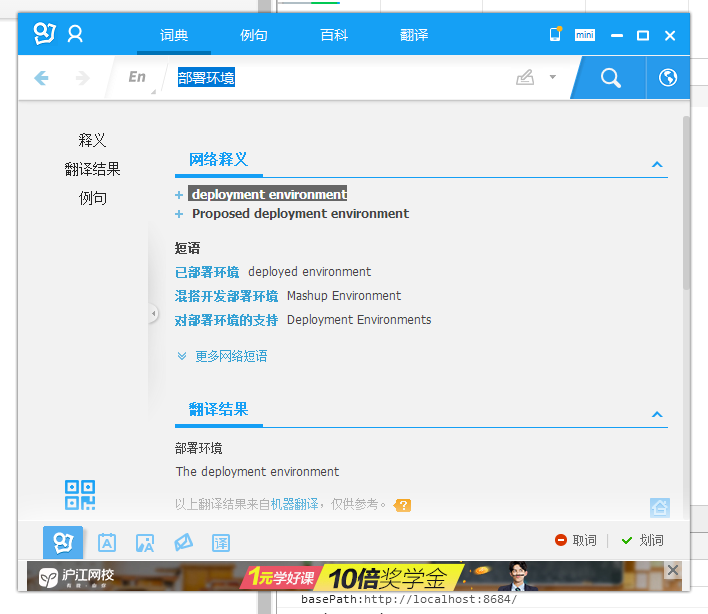 词典 例句 百科 翻译 mini
En 部署环境
释义
翻译结果
例句
网络释义
+ deployment environment
+ Proposed deployment environment
短语
已部署环境 deployed environment
混搭开发部署环境 Mashup Environment
对部署环境的支持 Deployment Environments
更多网络短语
翻译结果
部署环境
The deployment environment
以上翻译结果来自机器翻译，仅供参考。 ?
A 译 取词 划词
沪江网校 1元学好课 10倍奖学金
basePath:http://localhost:8684/